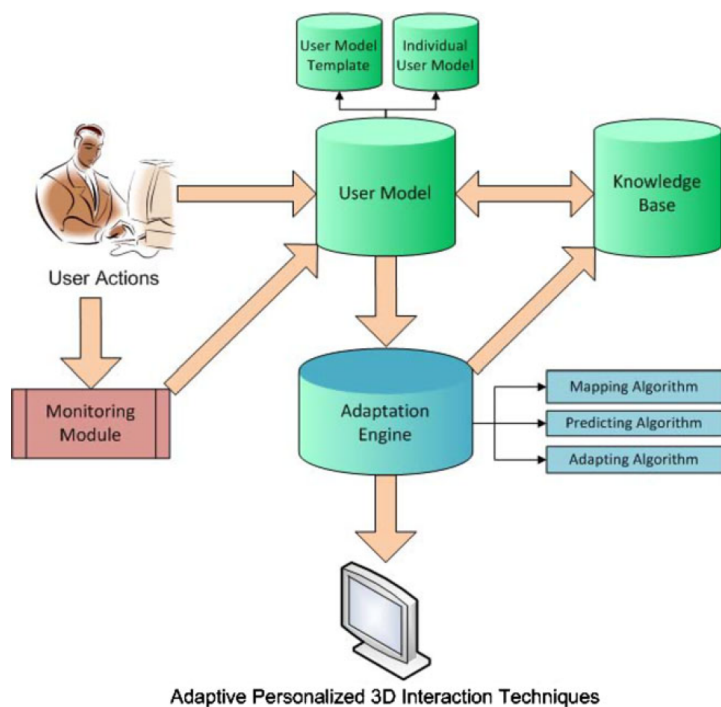 User Model
Template
Individual
User Model
User Model
Knowledge
Base
User Actions
Monitoring
Module
Adaptation
Engine
Mapping Algorithm
Predicting Algorithm
Adapting Algorithm
Adaptive Personalized 3D Interaction Techniques